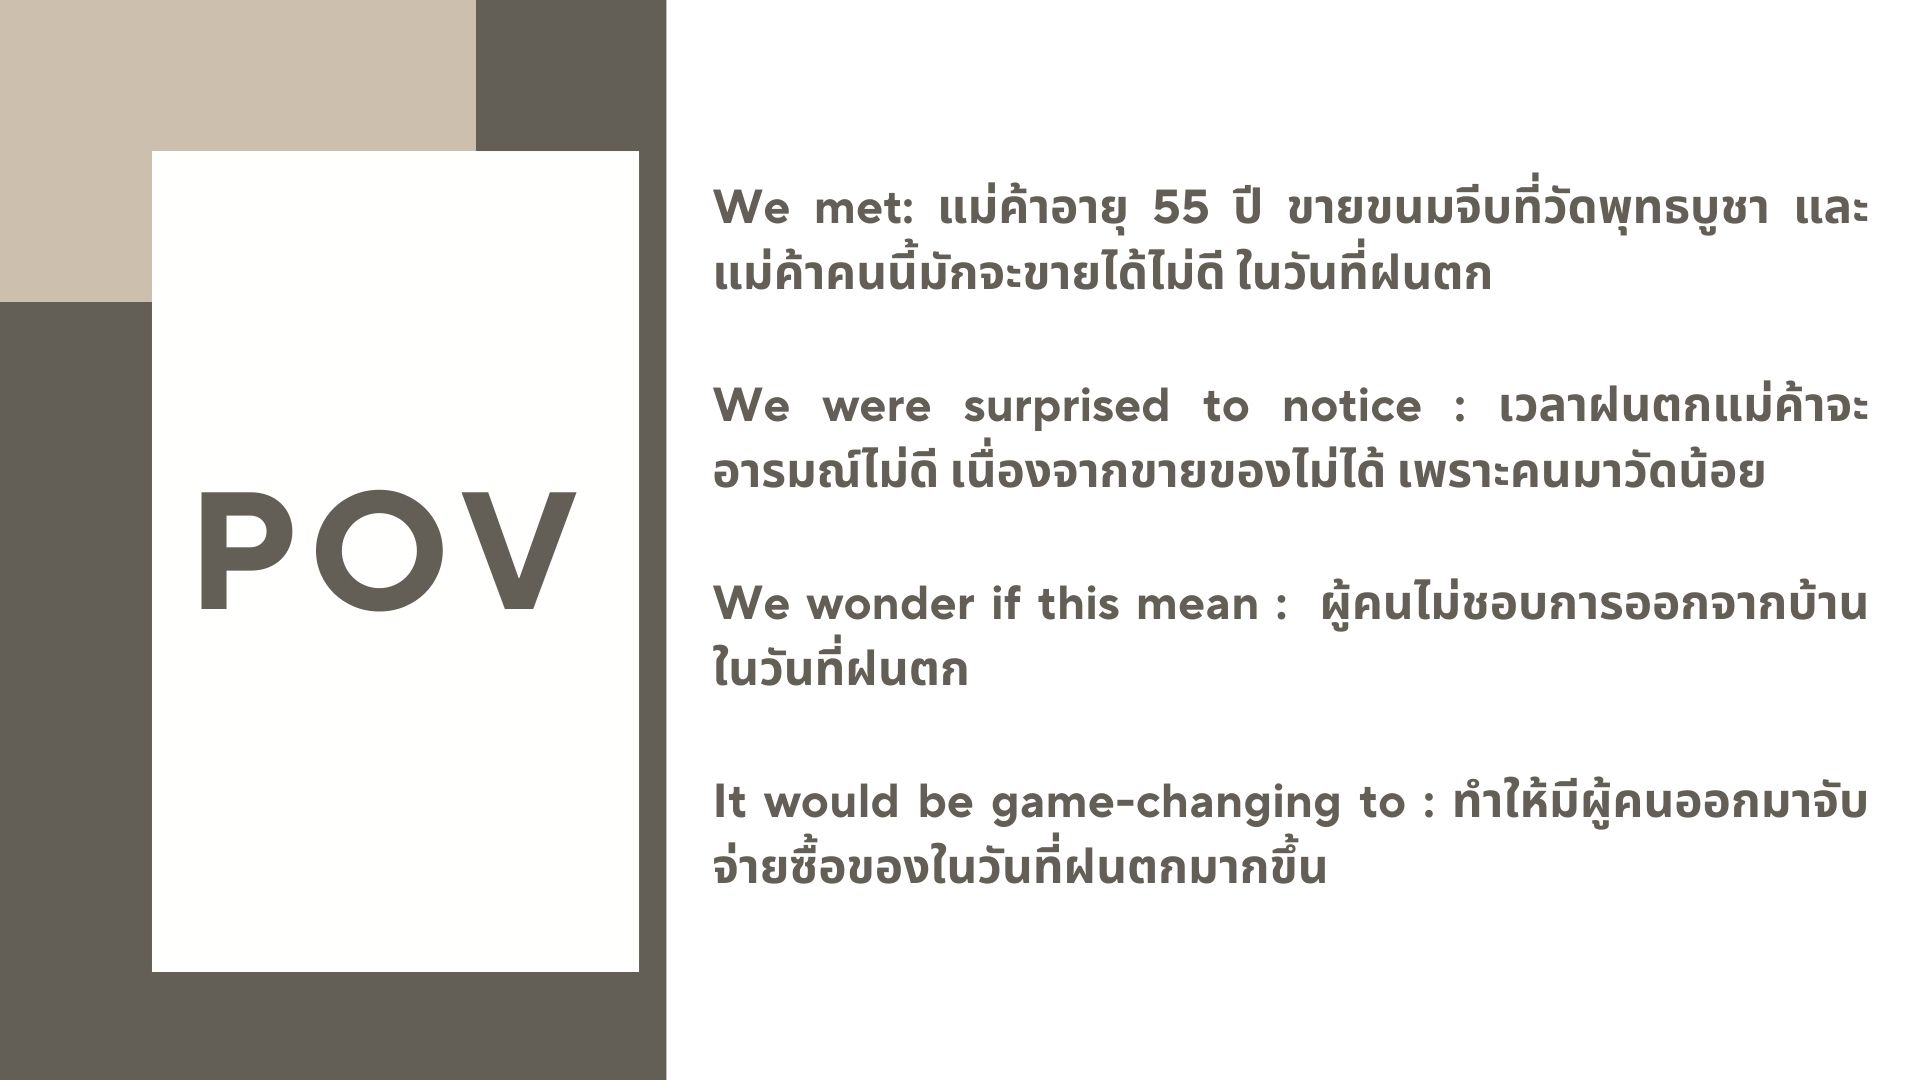 POV
We met: แม่ค้าอายุ 55 ปี ขายขนมจีบที่วัดพุทธบูชา และ
แม่ค้าคนนี้มักจะขายได้ไม่ดี ในวันที่ฝนตก
We were surprised to notice : เวลาฝนตกแม่ค้าจะ
อารมณ์ไม่ดี เนื่องจากขายของไม่ได้ เพราะคนมาวัดน้อย
We wonder if this mean : ผู้คนไม่ชอบการออกจากบ้าน
ในวันที่ฝนตก
It would be game-changing to : ทำให้มีผู้คนออกมาจับ
จ่ายซื้อของในวันที่ฝนตกมากขึ้น